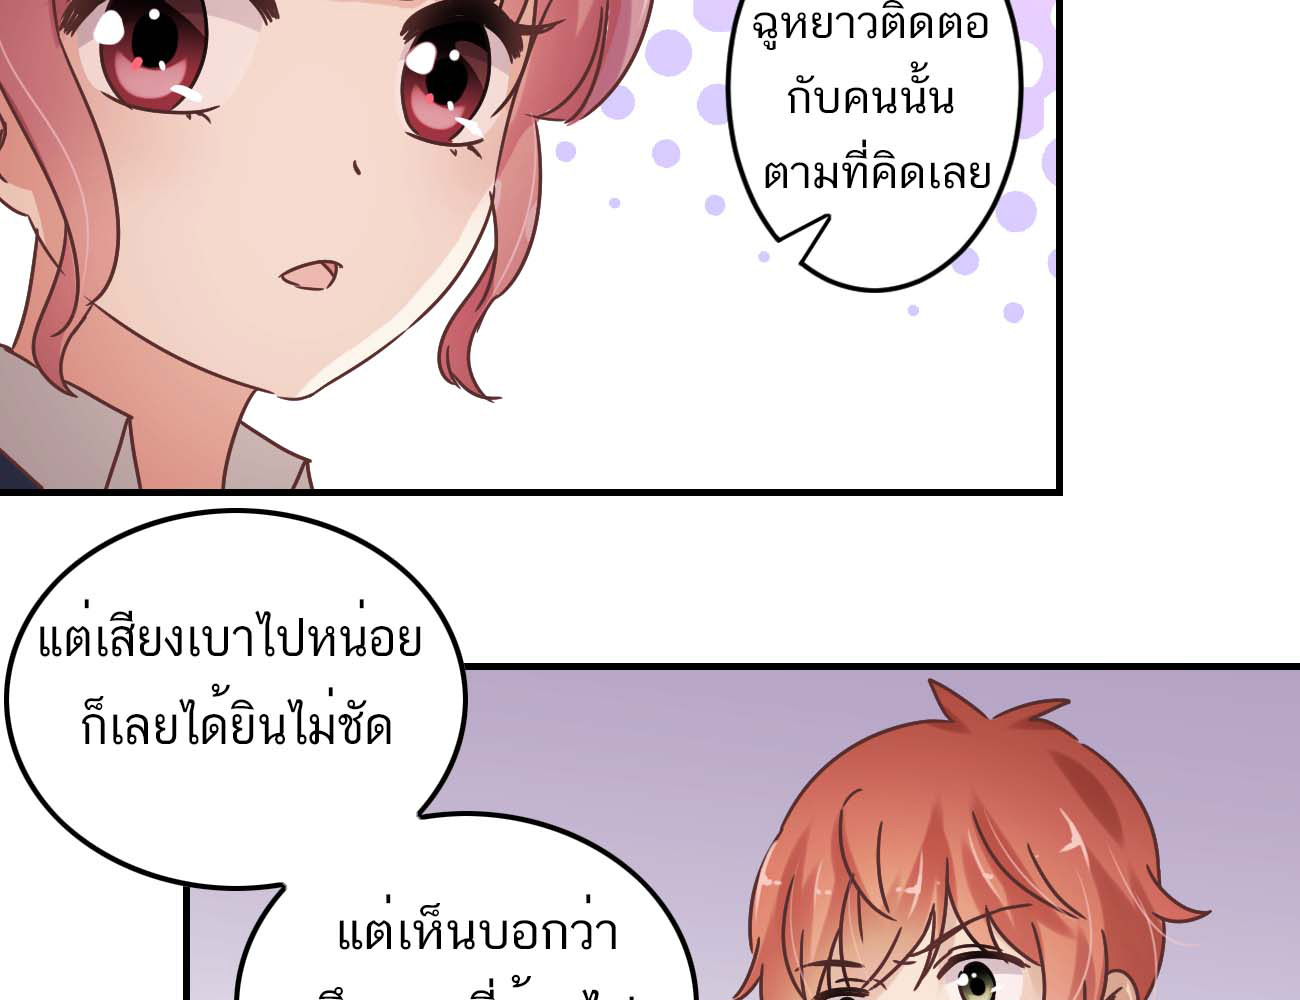 ฉูหยาวติดตอ
กับคนนั้น
ตามที่คิดเลย
แต่เสียงเบาไปหน่อย
ก็เลยได้ยินไม่ชัด
แต่เห็นบอกว่า